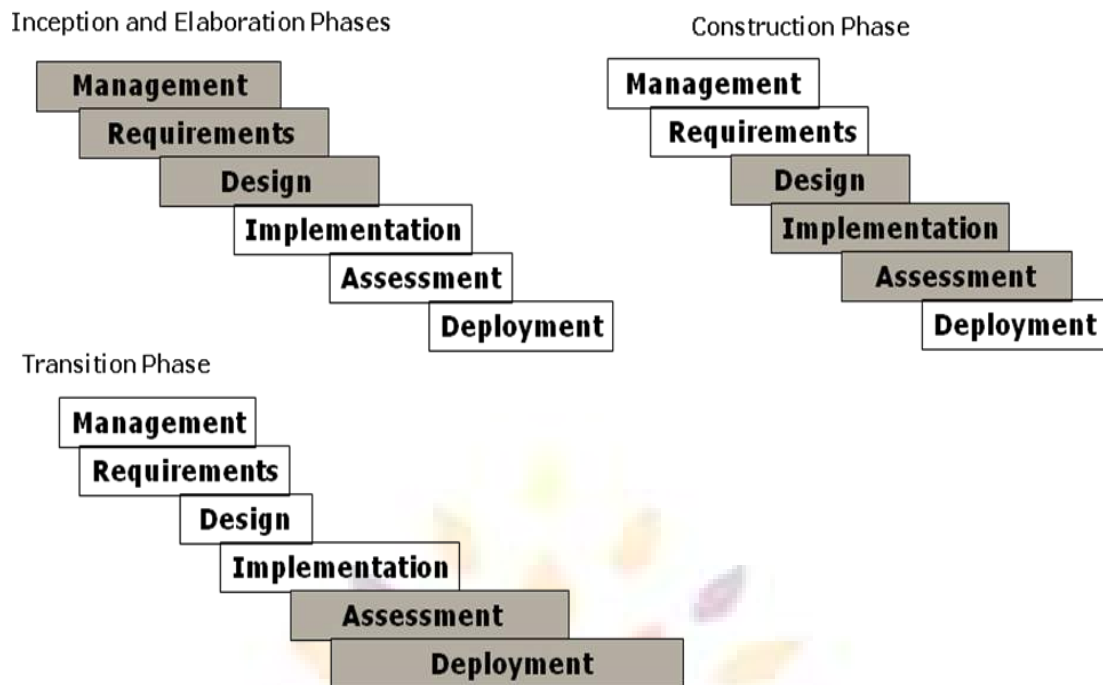 Inception and Elaboration Phases
Management
Requirements
Design
Implementation
Assessment
Deployment
Construction Phase
Management
Requirements
Design
Implementation
Assessment
Deployment
Transition Phase
Management
Requirements
Design
Implementation
Assessment
Deployment